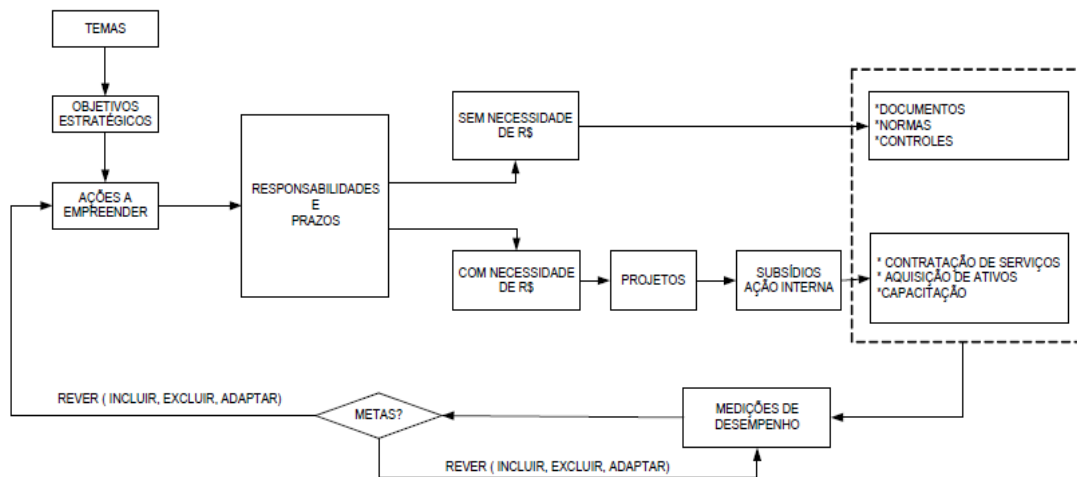 TEMAS
OBJETIVOS
ESTRATÉGICOS
AÇÕES A
EMPREENDER
RESPONSABILIDADES
E
PRAZOS
SEM NECESSIDADE
DE R$
*DOCUMENTOS
*NORMAS
*CONTROLES
COM NECESSIDADE
DE R$
PROJETOS
SUBSÍDIOS
AÇÃO INTERNA
* CONTRATAÇÃO DE SERVIÇOS
* AQUISIÇÃO DE ATIVOS
*CAPACITAÇÃO
REVER ( INCLUIR, EXCLUIR, ADAPTAR)
METAS?
MEDIÇÕES DE
DESEMPENHO
REVER ( INCLUIR, EXCLUIR, ADAPTAR)